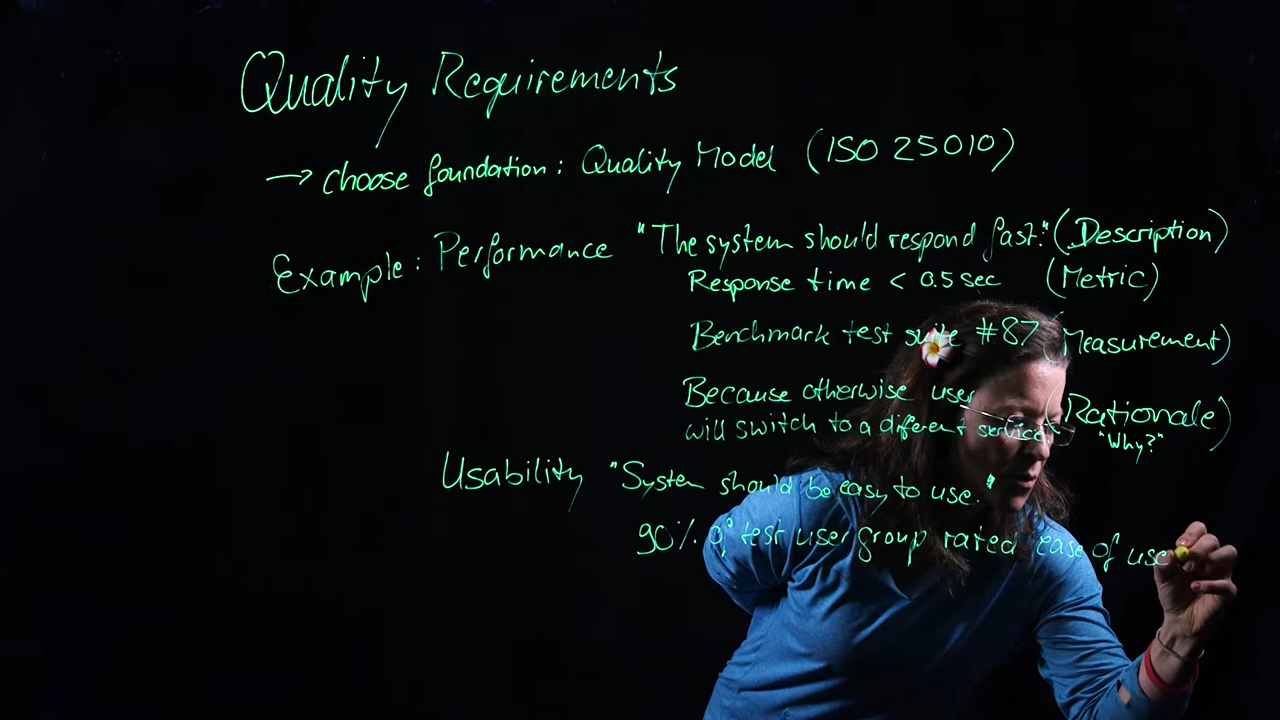 Quality Requirements
→ choose foundation: Quality Model (ISO 25010)
Example: Performance "The system should respond fast." (Description)
Response time < 0.5 sec (Metric)
Benchmark test suite #87 (Measurement)
Because otherwise user
will switch to a different service (Rationale)
"Why?"
Usability "System should be easy to use."
90% of test user group rated ease of use